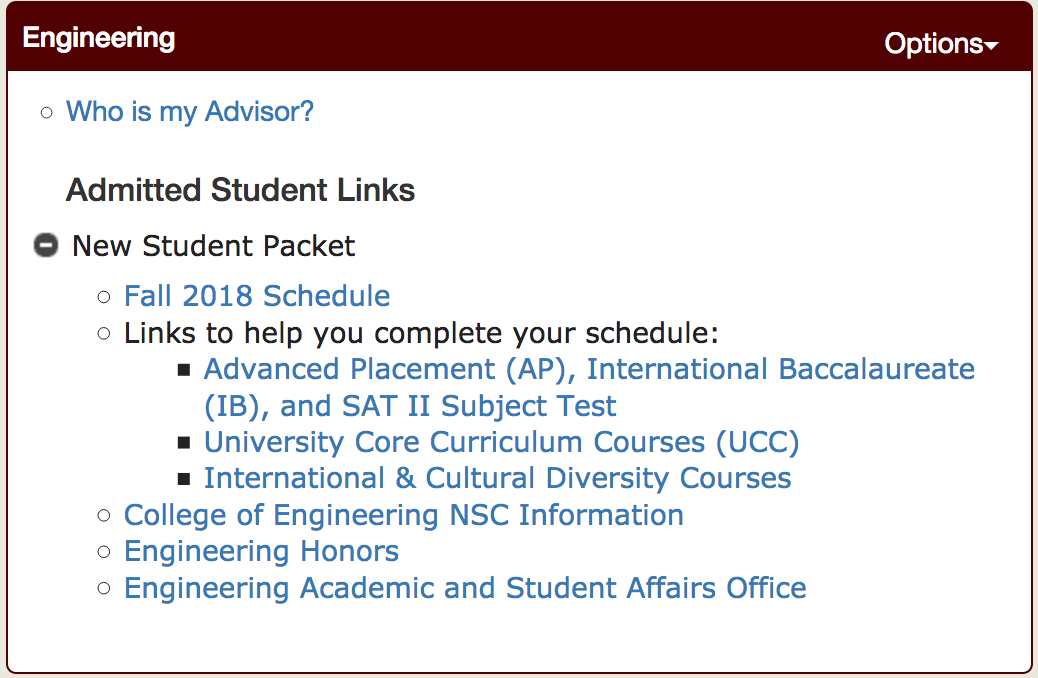 Engineering
Options
Who is my Advisor?
Admitted Student Links
New Student Packet
Fall 2018 Schedule
Links to help you complete your schedule:
Advanced Placement (AP), International Baccalaureate
(IB), and SAT II Subject Test
University Core Curriculum Courses (UCC)
International & Cultural Diversity Courses
College of Engineering NSC Information
Engineering Honors
Engineering Academic and Student Affairs Office